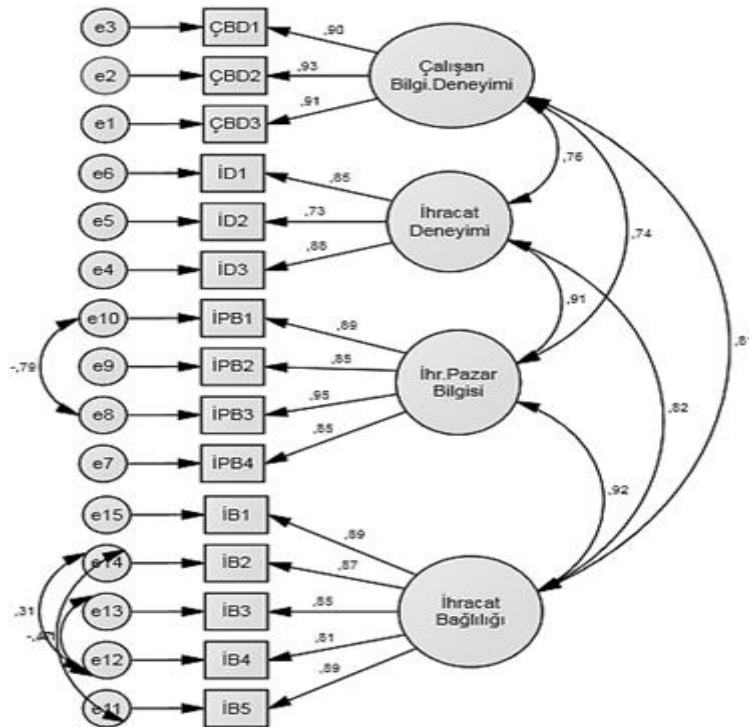 e3 ÇBD1 ,90
Çalışan
Bilgi.Deneyimi
e2 ÇBD2 ,93
e1 ÇBD3 ,91
,76
e6 İD1 ,85
İhracat
Deneyimi
e5 İD2 ,73
,74
e4 İD3
,91
e10 İPB1 ,89
-,79
e9 İPB2 ,85
İhr.Pazar
Bilgisi
e8 İPB3 ,95
,82
e7 İPB4 ,85
,92
e15 İB1 ,89
e14 İB2 ,87
,31
e13 İB3 ,85
İhracat
Bağlılığı
e12 İB4 ,81
e11 İB5 ,89